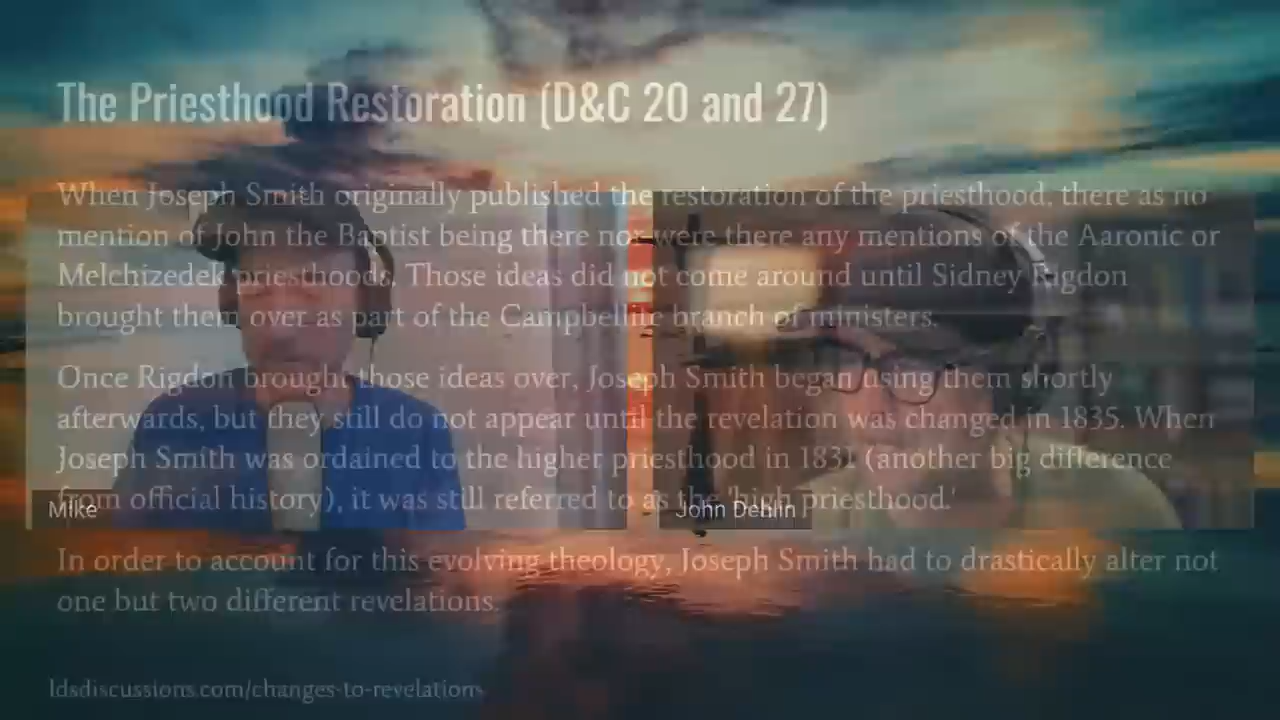 The Priesthood Restoration (D&C 20 and 27)
When Joseph Smith originally published the restoration of the priesthood, there as no
mention of John the Baptist being there nor were there any mentions of the Aaronic or
Melchizedek priesthoods. Those ideas did not come around until Sidney Rigdon
brought them over as part of the Campbellite branch of ministers.
Once Rigdon brought those ideas over, Joseph Smith began using them shortly
afterwards, but they still do not appear until the revelation was changed in 1835. When
Joseph Smith was ordained to the higher priesthood in 1831 (another big difference
from official history), it was still referred to as the 'high priesthood.'
Mike
John Dehlin
In order to account for this evolving theology, Joseph Smith had to drastically alter not
one but two different revelations.
ldsdiscussions.com/changes-to-revelations